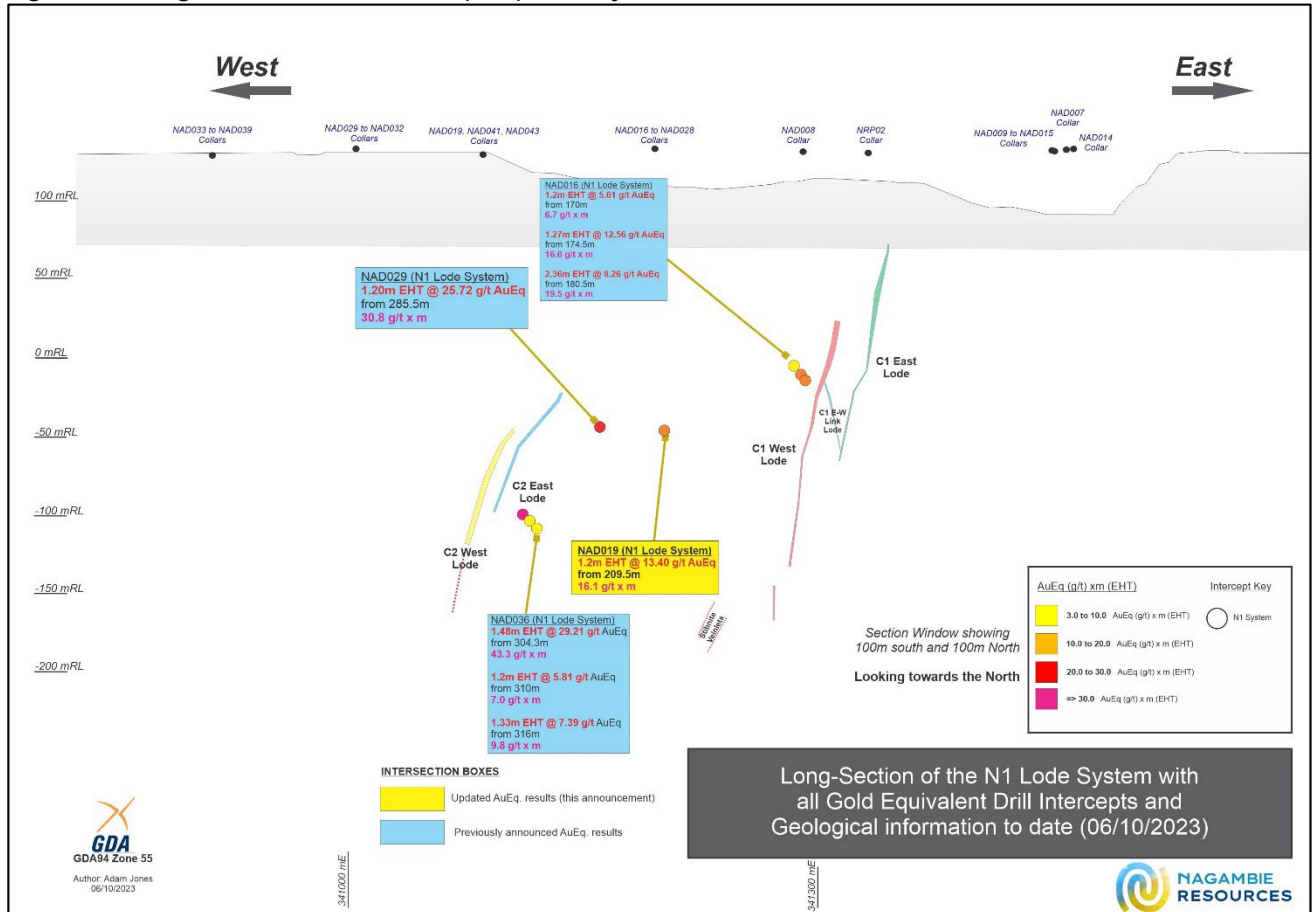 West
East
NAD033 to NAD039
Collars
NAD029 to NAD032
Collars
NAD019, NAD041, NAD043
Collars
NAD016 to NAD028
Collars
NAD008
Collar
NRP02
Collar
NAD009 to NAD015
Collars
NAD007
Collar
NAD014
Collar
100 mRL
50 mRL
0 mRL
-50 mRL
-100 mRL
-150 mRL
-200 mRL
NAD016 (N1 Lode System)
1.2m EHT @ 5.61 g/t AuEq
from 170m
6.7 g/t x m
1.27m EHT @ 12.56 g/t AuEq
from 174.5m
16.0 g/t x m
2.36m EHT @ 8.26 g/t AuEq
from 180.5m
19.5 g/t x m
NAD029 (N1 Lode System)
1.20m EHT @ 25.72 g/t AuEq
from 285.5m
30.8 g/t x m
C1 East
Lode
C1 E-W
Link
Lode
C1 West
Lode
C2 East
Lode
C2 West
Lode
NAD019 (N1 Lode System)
1.2m EHT @ 13.40 g/t AuEq
from 209.5m
16.1 g/t x m
NAD036 (N1 Lode System)
1.48m EHT @ 29.21 g/t AuEq
from 304.3m
43.3 g/t x m
1.2m EHT @ 5.81 g/t AuEq
from 310m
7.0 g/t x m
1.33m EHT @ 7.39 g/t AuEq
from 316m
9.8 g/t x m
Stibnite
Veinlets
Section Window showing
100m south and 100m North
Looking towards the North
AuEq (g/t) xm (EHT)
Intercept Key
3.0 to 10.0 AuEq (g/t) x m (EHT)
N1 System
10.0 to 20.0 AuEq (g/t) x m (EHT)
20.0 to 30.0 AuEq (g/t) x m (EHT)
=> 30.0 AuEq (g/t) x m (EHT)
INTERSECTION BOXES
Updated AuEq. results (this announcement)
Previously announced AuEq. results
Long-Section of the N1 Lode System with
all Gold Equivalent Drill Intercepts and
Geological information to date (06/10/2023)
GDA
GDA94 Zone 55
Author: Adam Jones
06/10/2023
341000 mE
341300 mE
NAGAMBIE
RESOURCES